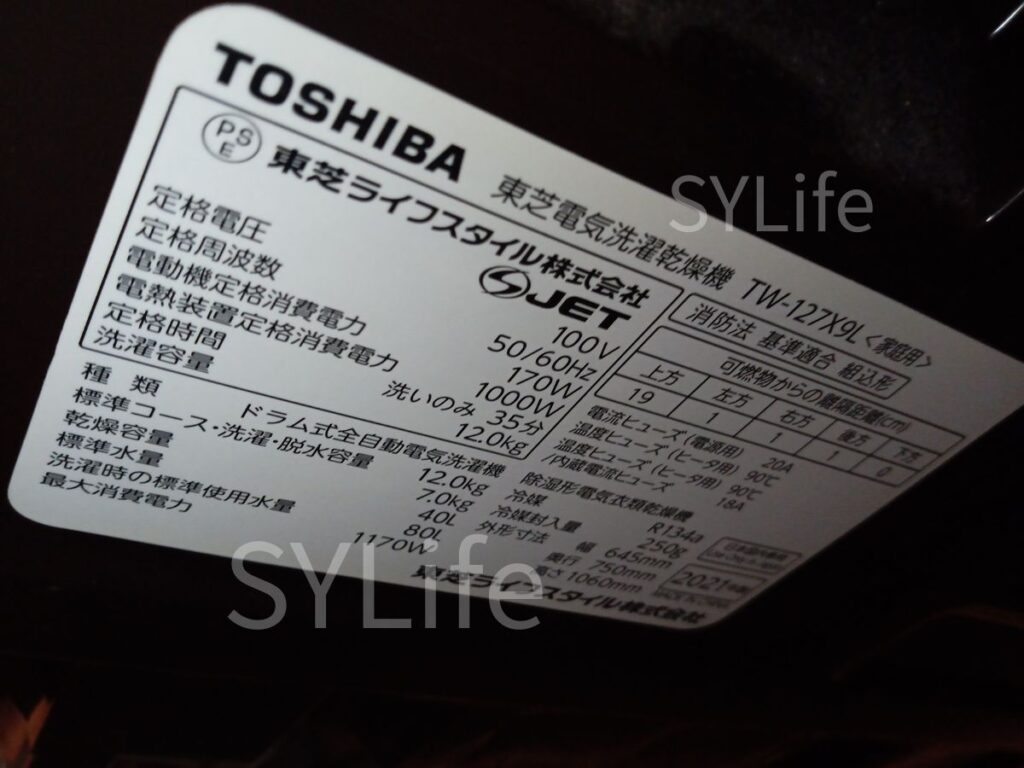 TOSHIBA 東芝電気洗濯乾燥機 TW-127X9L〈家庭用〉
PS
E
東芝ライフスタイル株式会社
S JET
定格電圧 100V
定格周波数 50/60Hz
電動機定格消費電力 170W
電熱装置定格消費電力 1000W
定格時間 洗いのみ 35分
洗濯容量 12.0kg
種類 ドラム式全自動電気洗濯機
標準コース・洗濯・脱水容量 12.0kg
乾燥容量 7.0kg
標準水量 40L
洗濯時の標準使用水量 80L
最大消費電力 1170W
消防法 基準適合 組込形
可燃物からの離隔距離(cm)
上方 左方 右方 後方 下方
19 1 1 1 0
電流ヒューズ(電源用) 20A
温度ヒューズ(ヒータ用) 90℃
温度ヒューズ(ヒータ用) 90℃
/内蔵電流ヒューズ 18A
除湿形電気衣類乾燥機
冷媒 R134a
冷媒封入量 250g
外形寸法 幅 645mm
奥行 750mm
高さ 1060mm
日本国内専用
2021年製
東芝ライフスタイル株式会社
SYLife
SYLife